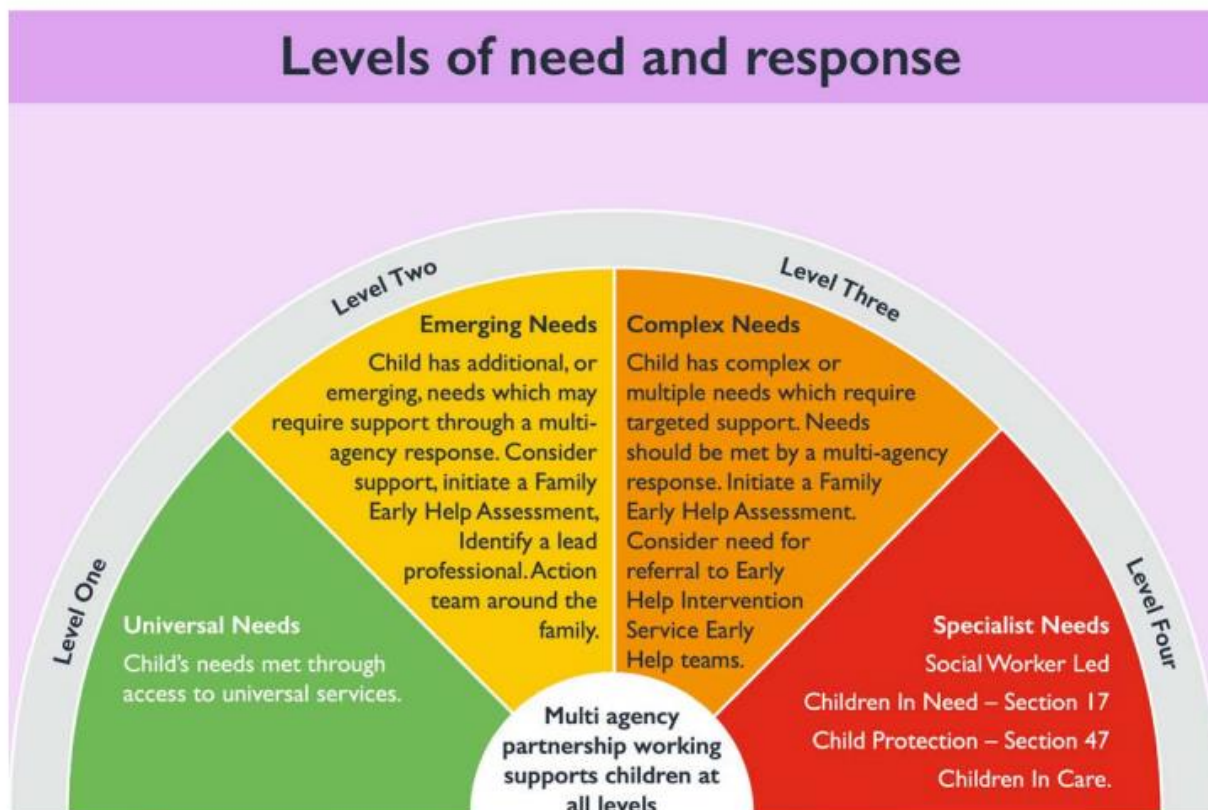 Levels of need and response
Level One
Universal Needs
Child's needs met through
access to universal services.
Level Two
Emerging Needs
Child has additional, or
emerging, needs which may
require support through a multi-
agency response. Consider
support, initiate a Family
Early Help Assessment,
Identify a lead
professional. Action
team around the
family.
Level Three
Complex Needs
Child has complex or
multiple needs which require
targeted support. Needs
should be met by a multi-agency
response. Initiate a Family
Early Help Assessment.
Consider need for
referral to Early
Help Intervention
Service Early
Help teams.
Level Four
Specialist Needs
Social Worker Led
Children In Need – Section 17
Child Protection – Section 47
Children In Care.
Multi agency
partnership working
supports children at
all levels